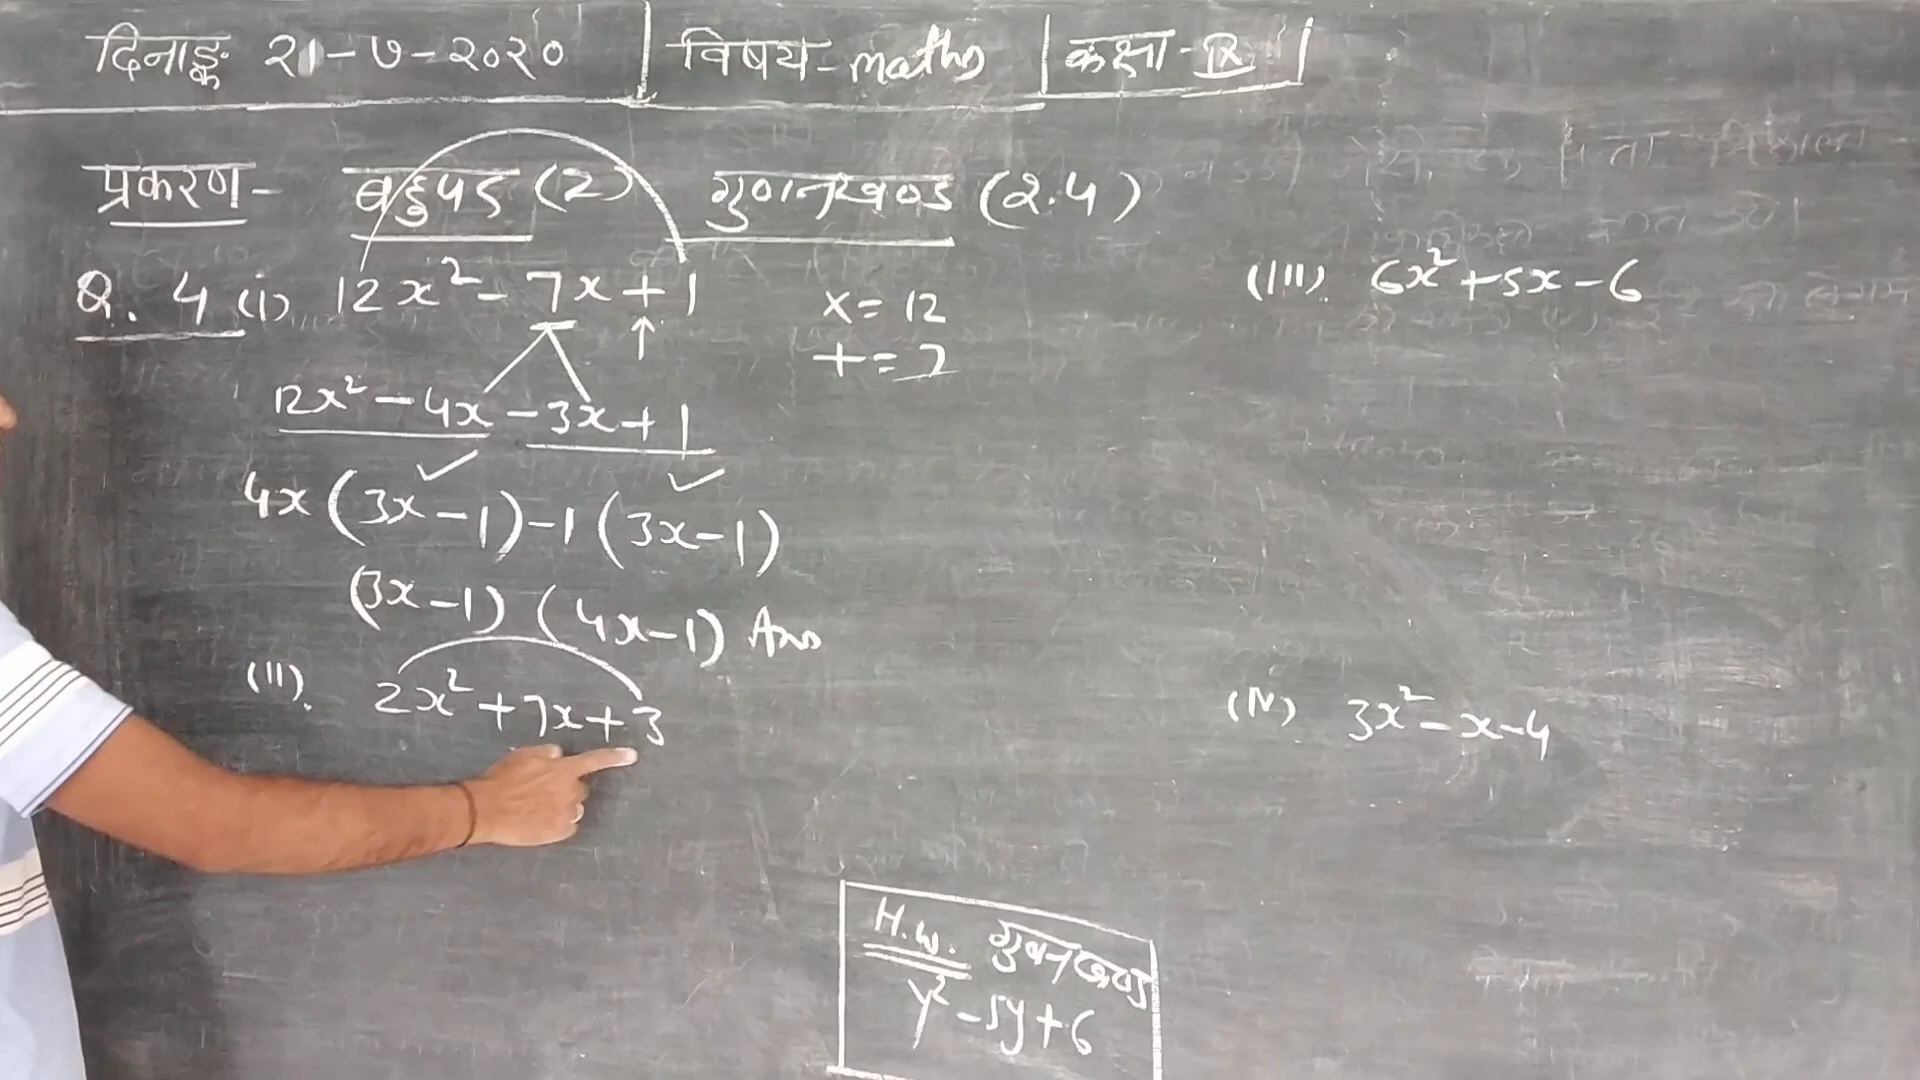 दिनाङ्क 21-७-२०२० | विषय - maths | कक्षा - IX |
प्रकरण - बहुपद (2) गुणनखण्ड (२.4)
Q. 4 (i) 12x² - 7x + 1
x = 12
+ = 7
12x² - 4x - 3x + 1
4x (3x - 1) - 1 (3x - 1)
(3x - 1) (4x - 1) Ans
(II). 2x² + 7x + 3
(III). 6x² + 5x - 6
(IV) 3x² - x - 4
H.W. गुणनखण्ड
y² - 5y + 6